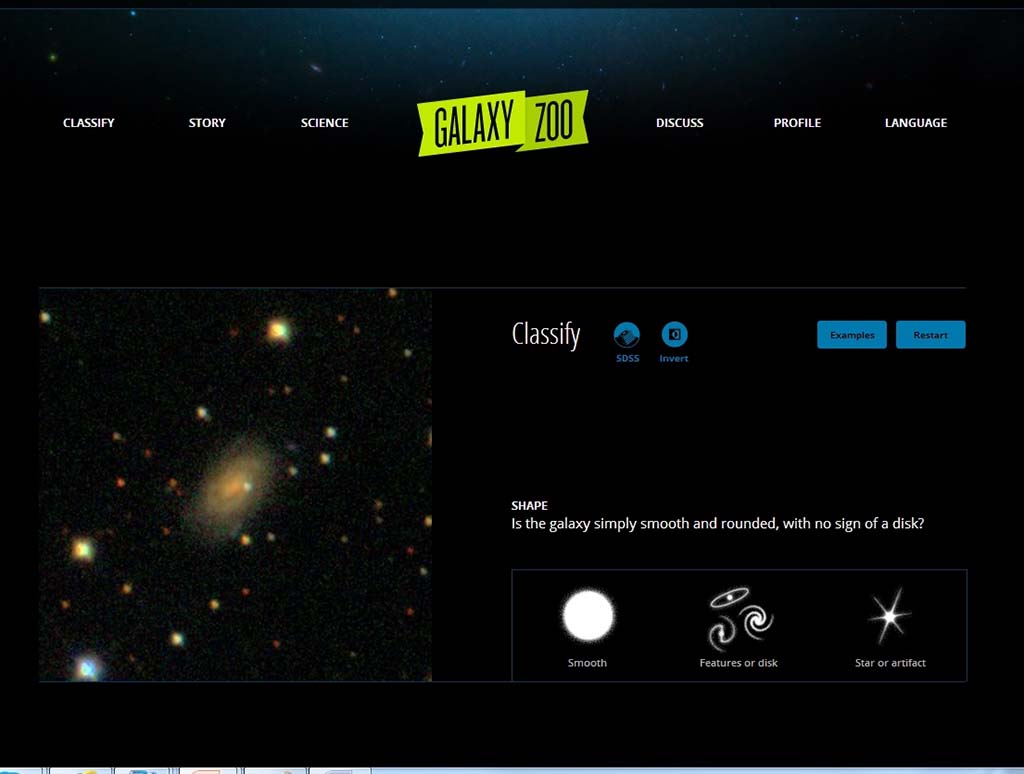 CLASSIFY STORY SCIENCE GALAXY ZOO DISCUSS PROFILE LANGUAGE
Classify
SDSS Invert
Examples Restart
SHAPE
Is the galaxy simply smooth and rounded, with no sign of a disk?
Smooth Features or disk Star or artifact